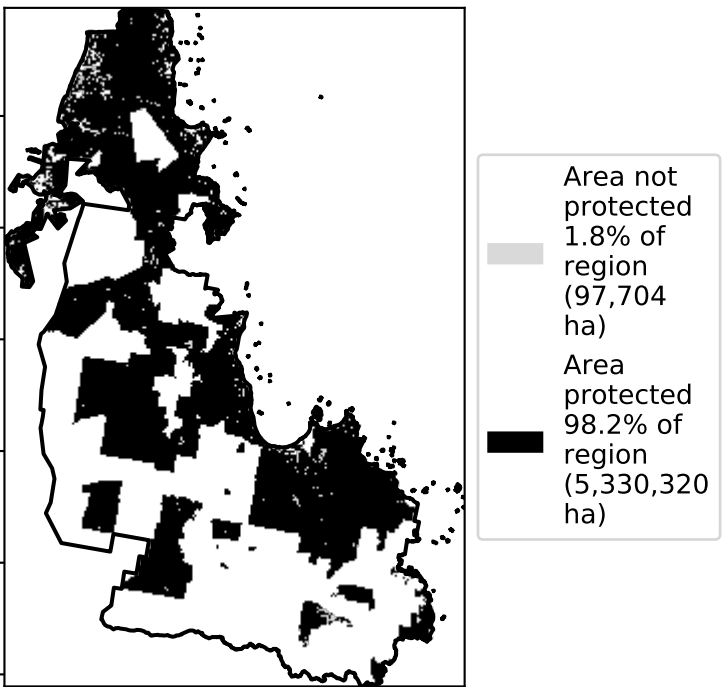 Area not
protected
1.8% of
region
(97,704
ha)
Area
protected
98.2% of
region
(5,330,320
ha)